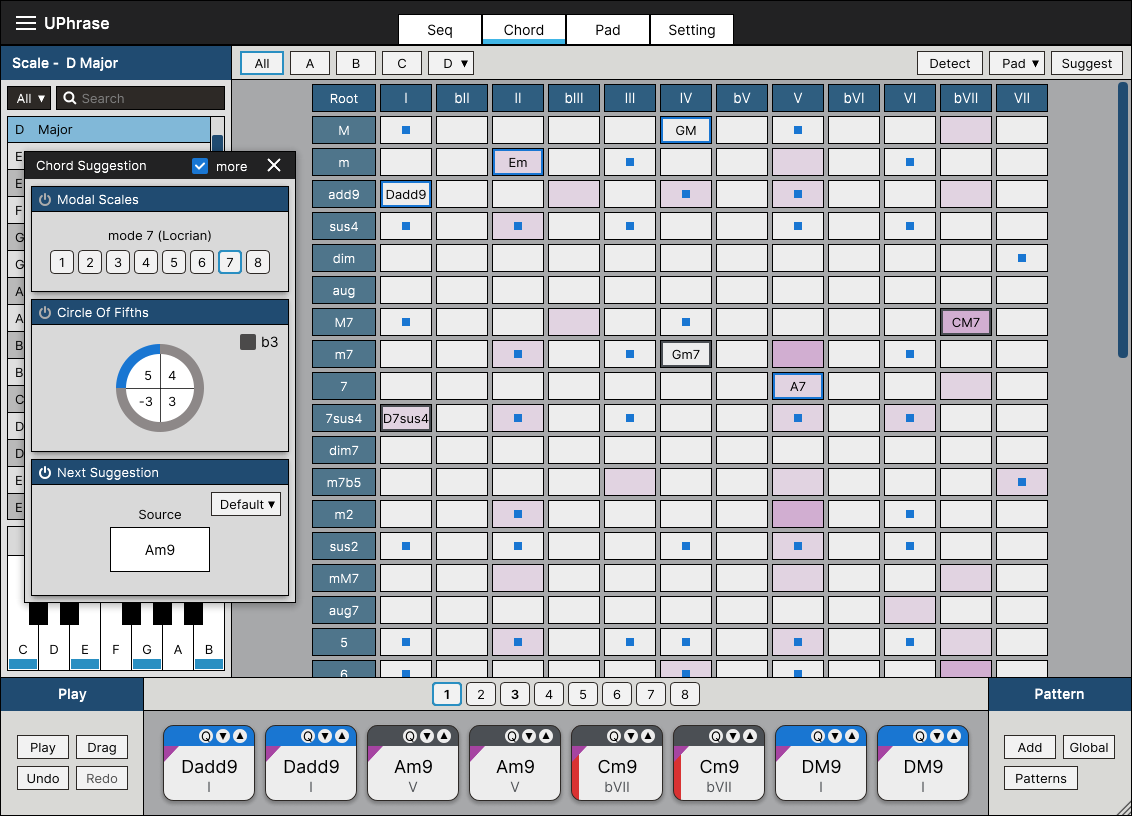 UPhrase
Seq Chord Pad Setting
Scale - D Major
All A B C D ▾ Detect Pad ▾ Suggest
All ▾ Search
D Major
E
E
F
G
G
A
A
B
B
C
D
D
E
E
Chord Suggestion more
Modal Scales
mode 7 (Locrian)
1 2 3 4 5 6 7 8
Circle Of Fifths
b3
5 4
-3 3
Next Suggestion
Default ▾
Source
Am9
C D E F G A B
Root I bII II bIII III IV bV V bVI VI bVII VII
M GM
m Em
add9 Dadd9
sus4
dim
aug
M7 CM7
m7 Gm7
7 A7
7sus4 D7sus4
dim7
m7b5
m2
sus2
mM7
aug7
5
6
Play 1 2 3 4 5 6 7 8 Pattern
Play Drag
Undo Redo
Q Q Q Q Q Q Q Q
Dadd9 Dadd9 Am9 Am9 Cm9 Cm9 DM9 DM9
I I V V bVII bVII I I
Add Global
Patterns